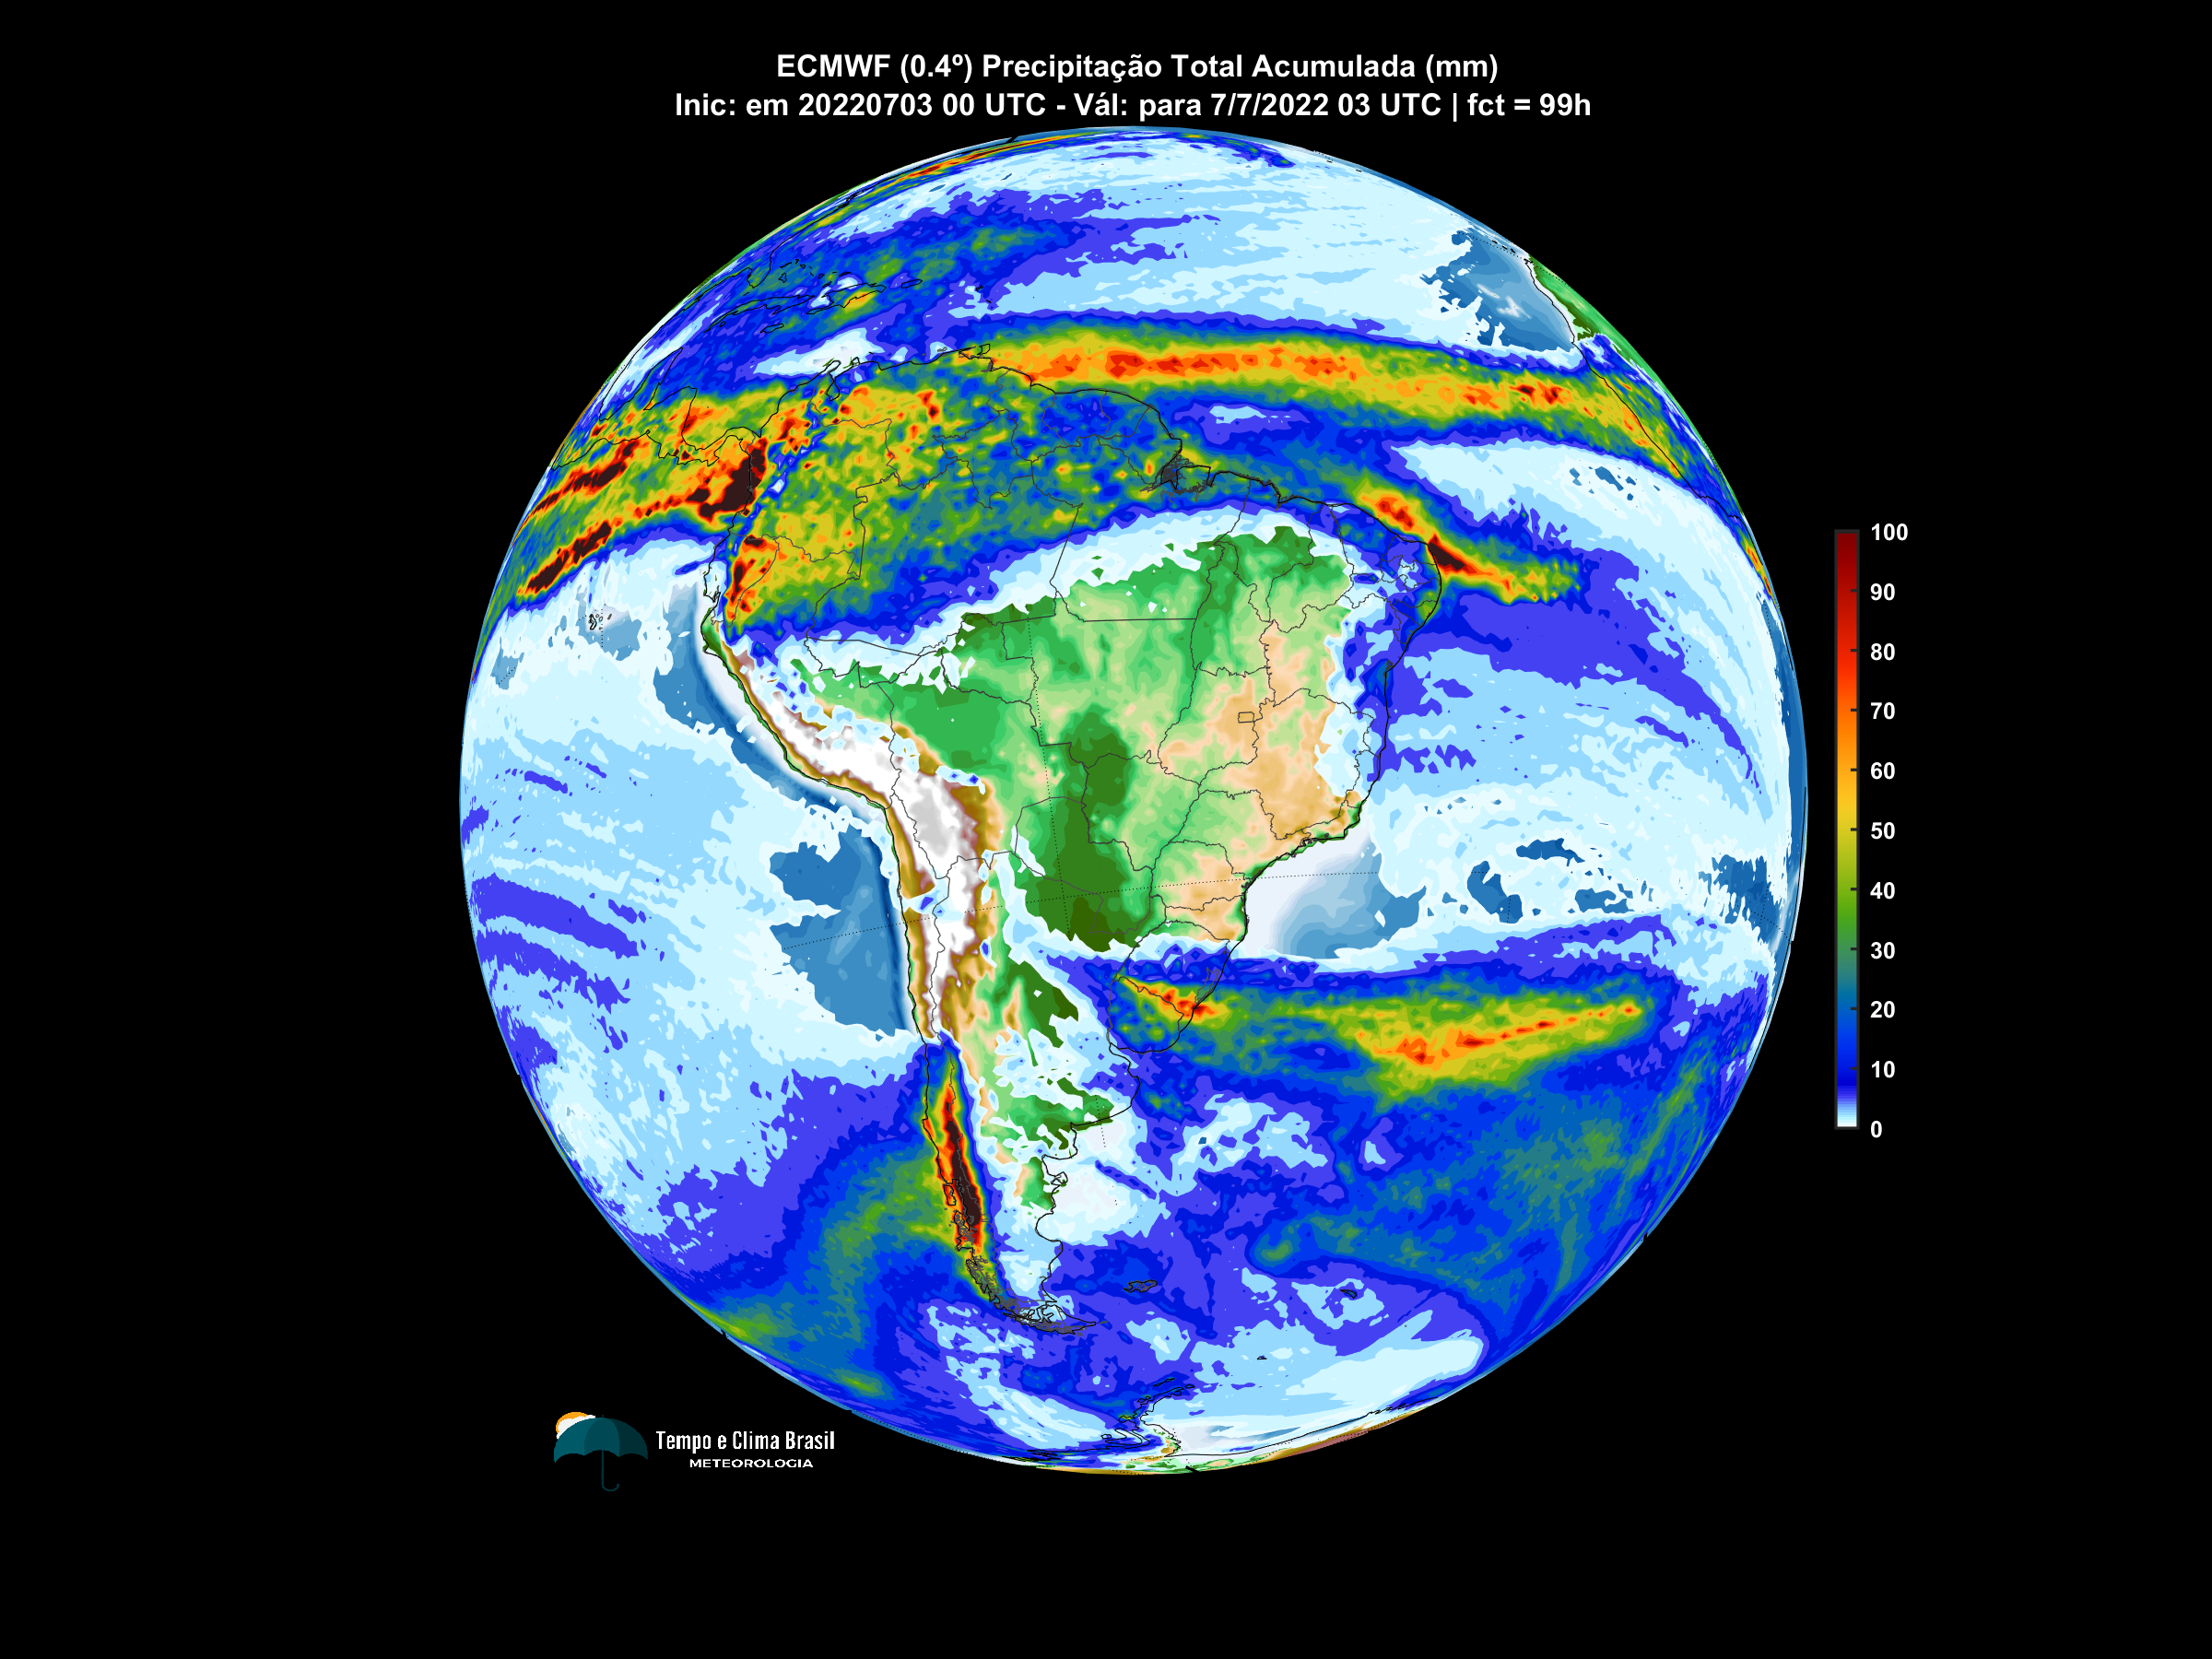 ECMWF (0.4º) Precipitação Total Acumulada (mm)
Inic: em 20220703 00 UTC - Vál: para 7/7/2022 03 UTC | fct = 99h
100
90
80
70
60
50
40
30
20
10
0
Tempo e Clima Brasil
METEOROLOGIA